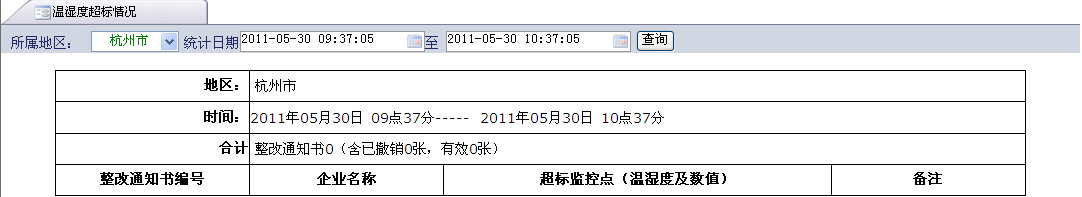 温湿度超标情况
所属地区： 杭州市 统计日期 2011-05-30 09:37:05 至 2011-05-30 10:37:05 查询
地区： 杭州市
时间： 2011年05月30日 09点37分----- 2011年05月30日 10点37分
合计 整改通知书0（含已撤销0张，有效0张）
整改通知书编号 企业名称 超标监控点（温湿度及数值） 备注